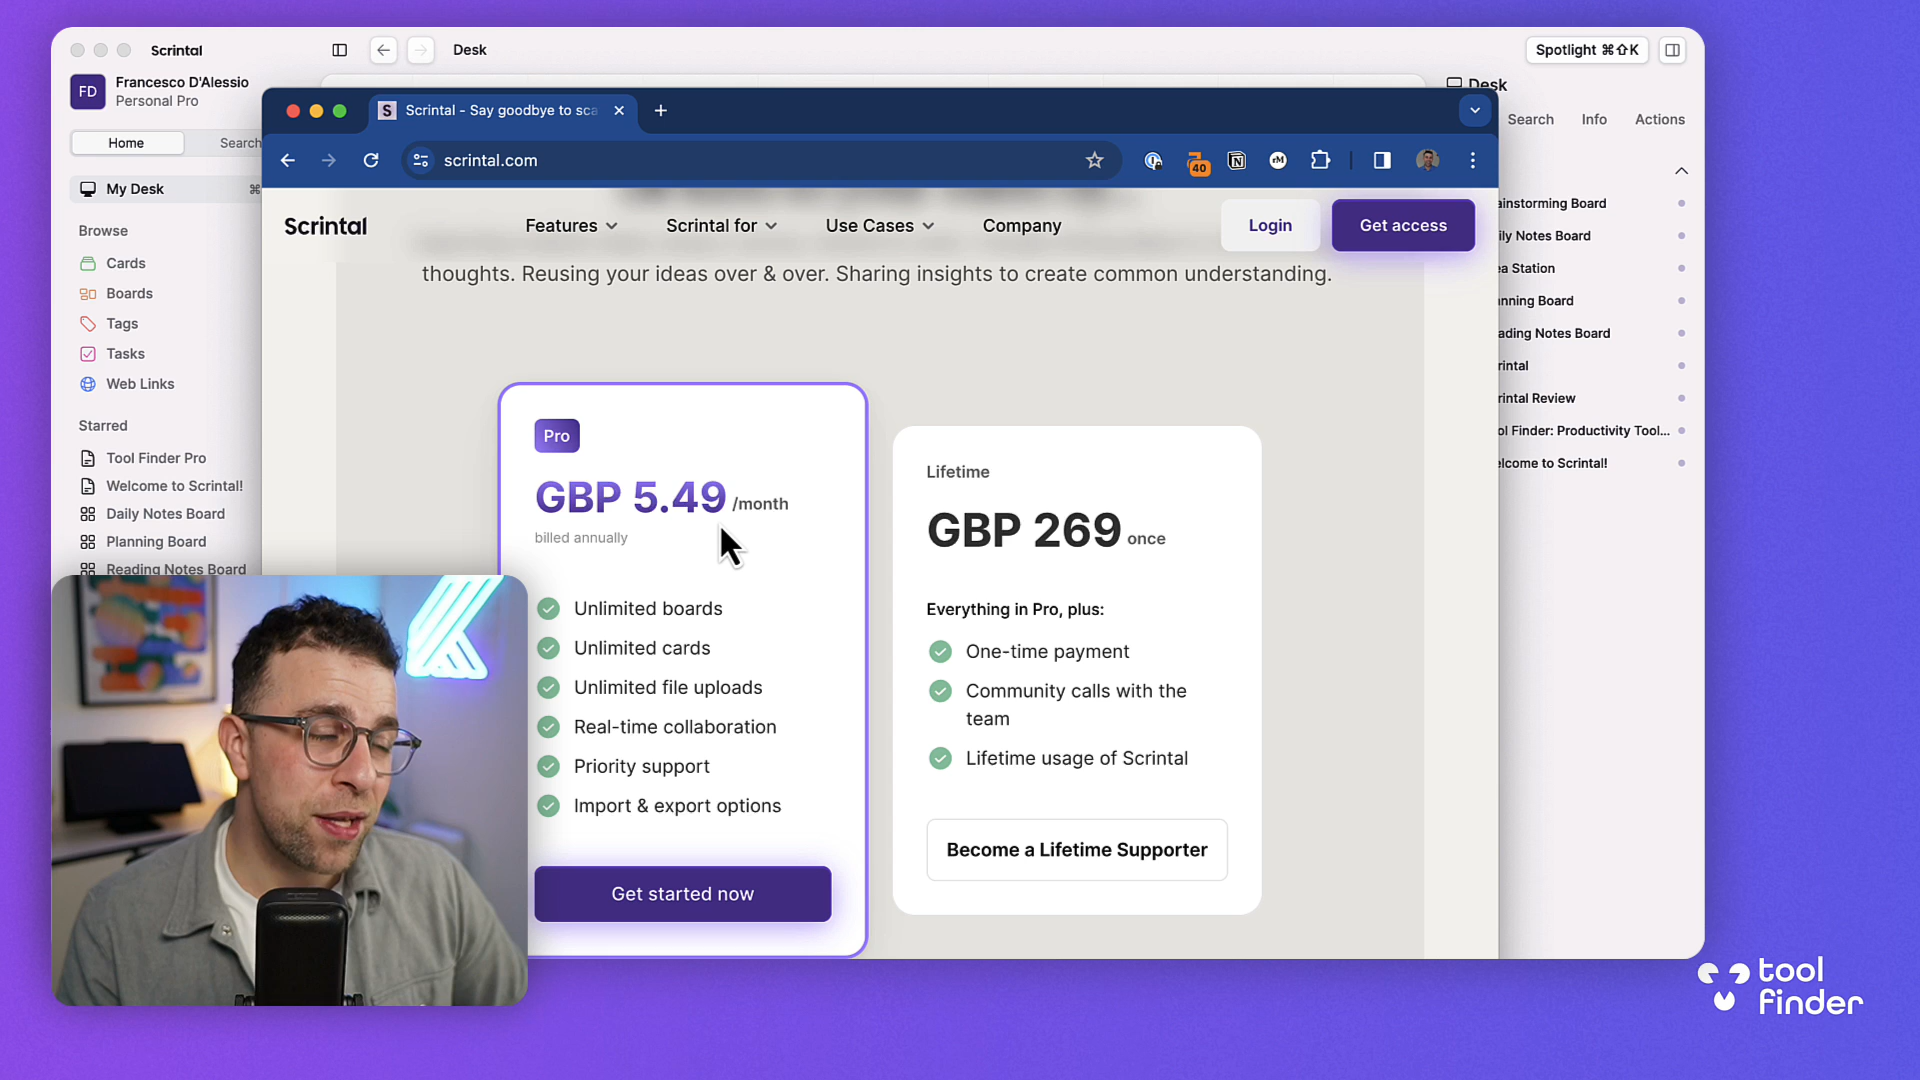 Scrintal
Desk
Spotlight ⌘⇧K
FD
Francesco D'Alessio
Personal Pro
Home
Search
My Desk
⌘
Browse
Cards
Boards
Tags
Tasks
Web Links
Starred
Tool Finder Pro
Welcome to Scrintal!
Daily Notes Board
Planning Board
Reading Notes Board
Desk
Search
Info
Actions
ainstorming Board
ily Notes Board
ea Station
nning Board
ading Notes Board
rintal
rintal Review
ol Finder: Productivity Tool...
elcome to Scrintal!
S
Scrintal - Say goodbye to sca
scrintal.com
40
rM
Scrintal
Features
Scrintal for
Use Cases
Company
Login
Get access
thoughts. Reusing your ideas over & over. Sharing insights to create common understanding.
Pro
GBP 5.49 /month
billed annually
Unlimited boards
Unlimited cards
Unlimited file uploads
Real-time collaboration
Priority support
Import & export options
Get started now
Lifetime
GBP 269 once
Everything in Pro, plus:
One-time payment
Community calls with the
team
Lifetime usage of Scrintal
Become a Lifetime Supporter
tool
finder